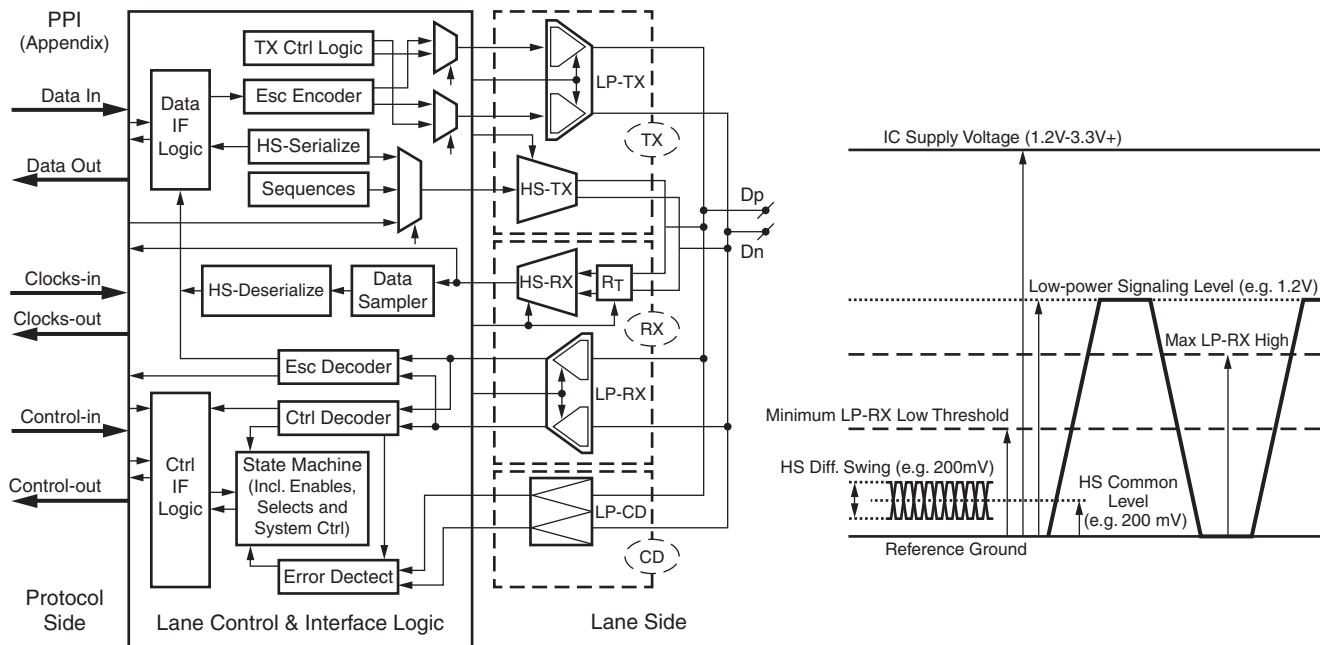 PPI
(Appendix)
Data In
Data Out
Clocks-in
Clocks-out
Control-in
Control-out
Protocol
Side
TX Ctrl Logic
Esc Encoder
Data
IF
Logic
HS-Serialize
Sequences
HS-Deserialize
Data
Sampler
Esc Decoder
Ctrl Decoder
Ctrl
IF
Logic
State Machine
(Incl. Enables,
Selects and
System Ctrl)
Error Dectect
Lane Control & Interface Logic
LP-TX
TX
HS-TX
HS-RX
RT
RX
LP-RX
LP-CD
CD
Lane Side
Dp
Dn
IC Supply Voltage (1.2V-3.3V+)
Low-power Signaling Level (e.g. 1.2V)
Max LP-RX High
Minimum LP-RX Low Threshold
HS Diff. Swing (e.g. 200mV)
HS Common
Level
(e.g. 200 mV)
Reference Ground